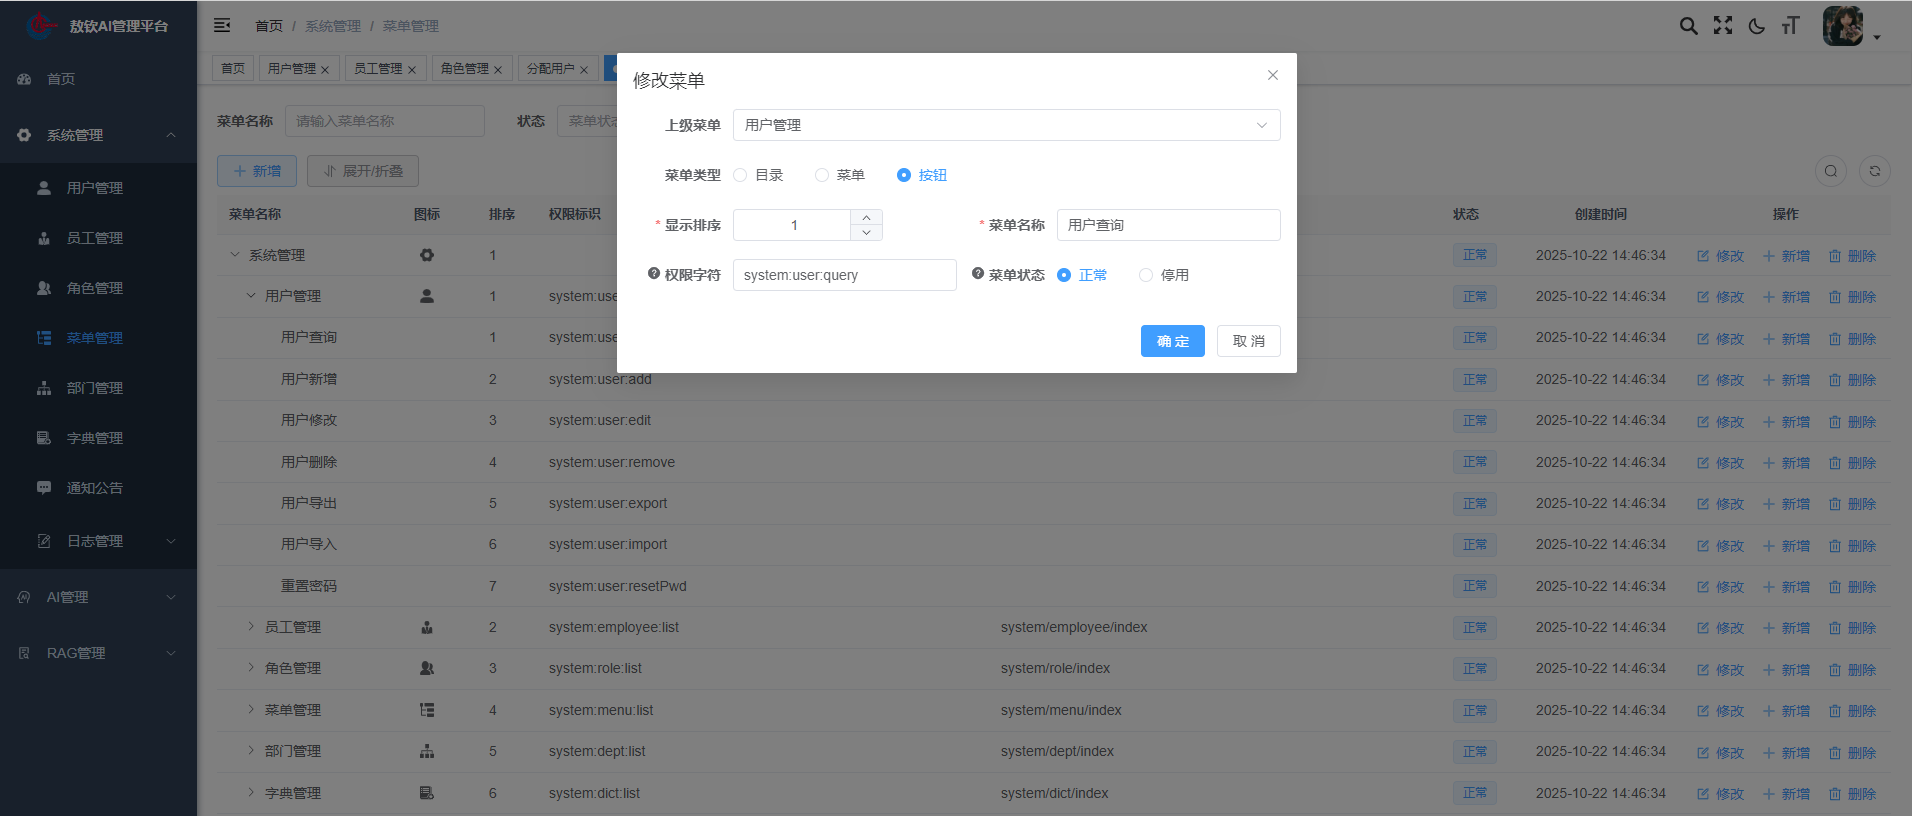 敖钦AI管理平台
首页
系统管理
用户管理
员工管理
角色管理
菜单管理
部门管理
字典管理
通知公告
日志管理
AI管理
RAG管理
首页 / 系统管理 / 菜单管理
首页 用户管理 × 员工管理 × 角色管理 × 分配用户 ×
菜单名称 请输入菜单名称 状态 菜单状
新增 展开/折叠
修改菜单
上级菜单 用户管理
菜单类型 目录 菜单 按钮
* 显示排序 1 * 菜单名称 用户查询
权限字符 system:user:query 菜单状态 正常 停用
确 定 取 消
菜单名称 图标 排序 权限标识 状态 创建时间 操作
系统管理 1 正常 2025-10-22 14:46:34 修改 新增 删除
用户管理 1 system:use 正常 2025-10-22 14:46:34 修改 新增 删除
用户查询 1 system:use 正常 2025-10-22 14:46:34 修改 新增 删除
用户新增 2 system:user:add 正常 2025-10-22 14:46:34 修改 新增 删除
用户修改 3 system:user:edit 正常 2025-10-22 14:46:34 修改 新增 删除
用户删除 4 system:user:remove 正常 2025-10-22 14:46:34 修改 新增 删除
用户导出 5 system:user:export 正常 2025-10-22 14:46:34 修改 新增 删除
用户导入 6 system:user:import 正常 2025-10-22 14:46:34 修改 新增 删除
重置密码 7 system:user:resetPwd 正常 2025-10-22 14:46:34 修改 新增 删除
员工管理 2 system:employee:list system/employee/index 正常 2025-10-22 14:46:34 修改 新增 删除
角色管理 3 system:role:list system/role/index 正常 2025-10-22 14:46:34 修改 新增 删除
菜单管理 4 system:menu:list system/menu/index 正常 2025-10-22 14:46:34 修改 新增 删除
部门管理 5 system:dept:list system/dept/index 正常 2025-10-22 14:46:34 修改 新增 删除
字典管理 6 system:dict:list system/dict/index 正常 2025-10-22 14:46:34 修改 新增 删除